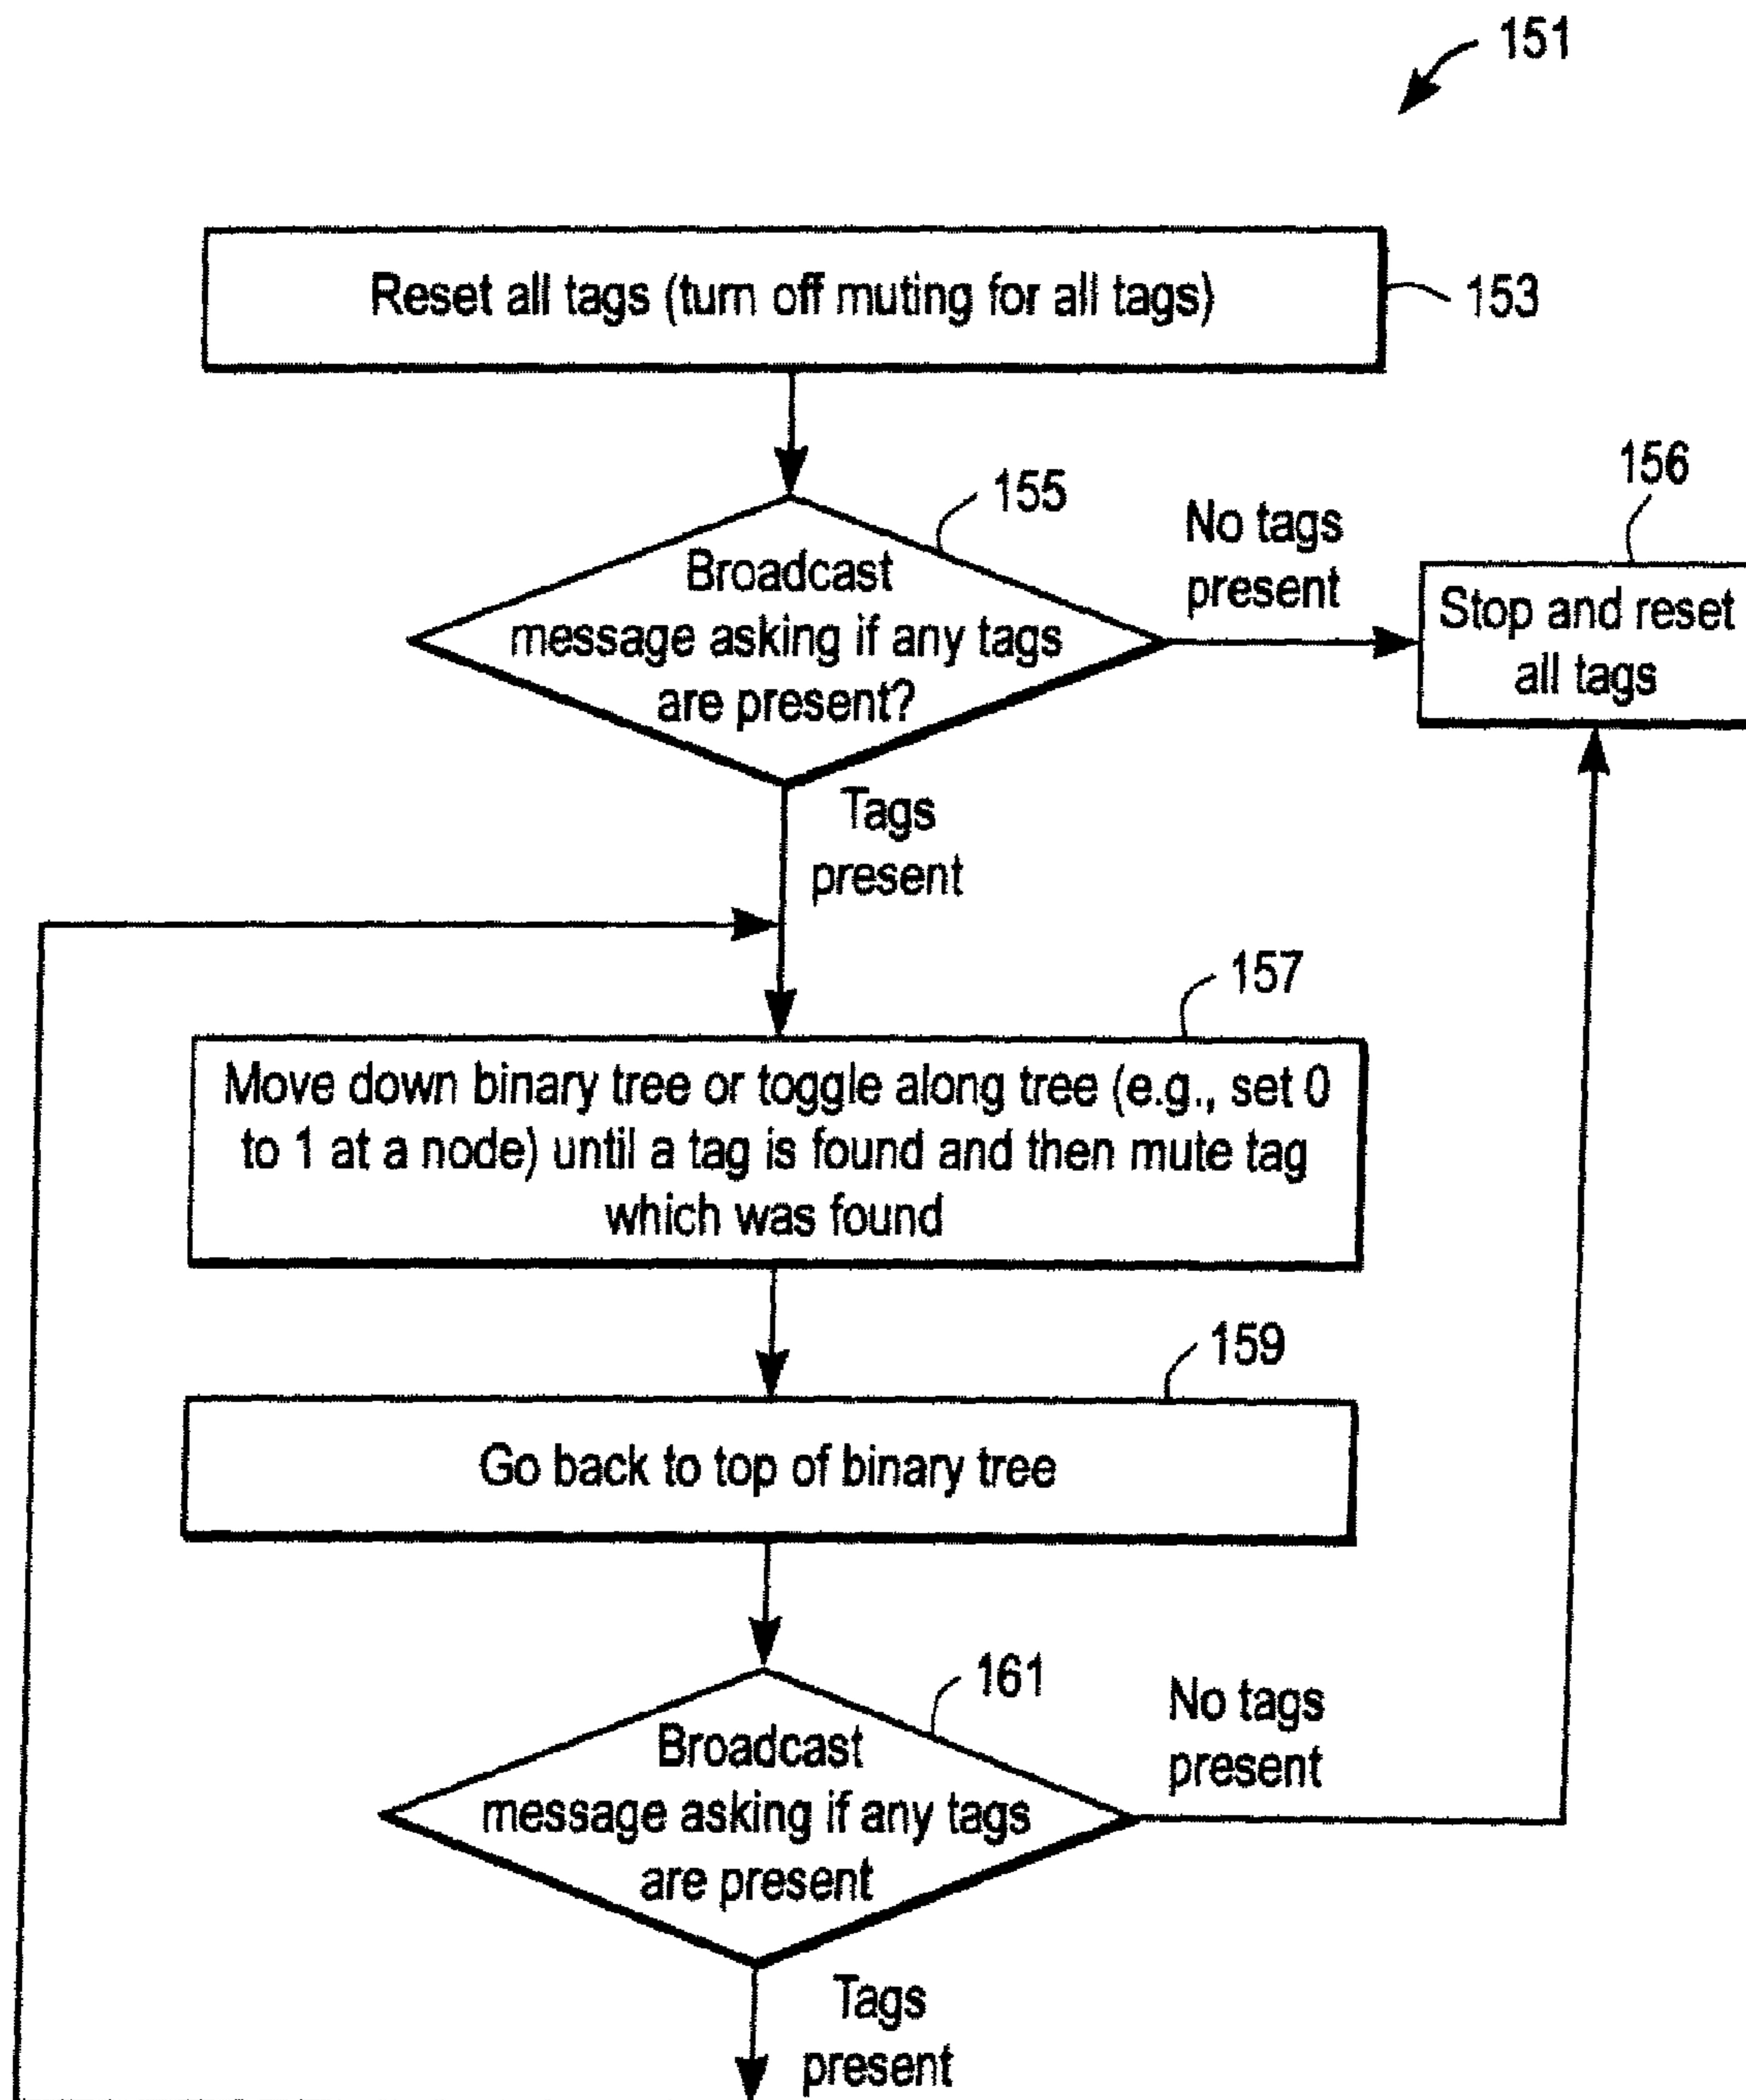 151
Reset all tags (turn off muting for all tags)
153
155
Broadcast
message asking if any tags
are present?
No tags
present
156
Stop and reset
all tags
Tags
present
157
Move down binary tree or toggle along tree (e.g., set 0
to 1 at a node) until a tag is found and then mute tag
which was found
159
Go back to top of binary tree
161
Broadcast
message asking if any tags
are present
No tags
present
Tags
present